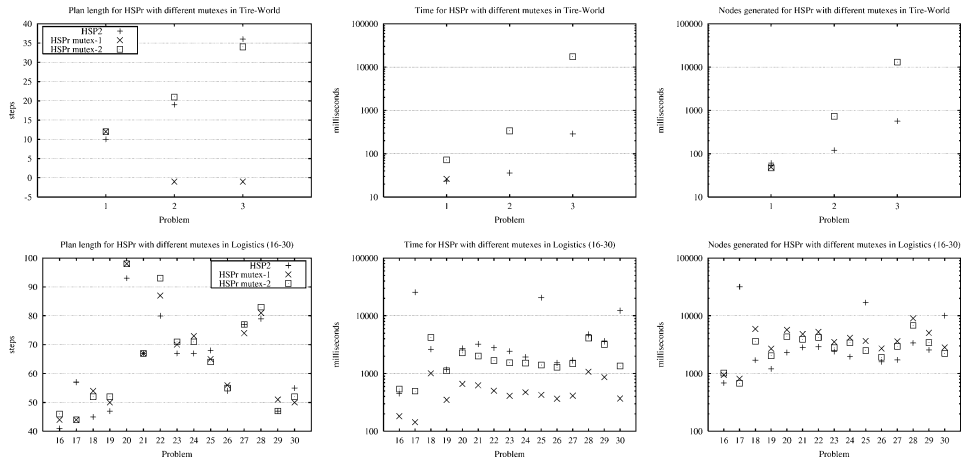 Plan length for HSPr with different mutexes in Tire-World
HSP2
HSPr mutex-1
HSPr mutex-2
steps
35
30
25
20
15
10
5
0
-5
1 2 3
Problem
Time for HSPr with different mutexes in Tire-World
milliseconds
100000
10000
1000
100
10
1 2 3
Problem
Nodes generated for HSPr with different mutexes in Tire-World
milliseconds
100000
10000
1000
100
10
1 2 3
Problem
Plan length for HSPr with different mutexes in Logistics (16-30)
HSP2
HSPr mutex-1
HSPr mutex-2
steps
100
90
80
70
60
50
40
16 17 18 19 20 21 22 23 24 25 26 27 28 29 30
Problem
Time for HSPr with different mutexes in Logistics (16-30)
milliseconds
100000
10000
1000
100
16 17 18 19 20 21 22 23 24 25 26 27 28 29 30
Problem
Nodes generated for HSPr with different mutexes in Logistics (16-30)
milliseconds
100000
10000
1000
100
16 17 18 19 20 21 22 23 24 25 26 27 28 29 30
Problem